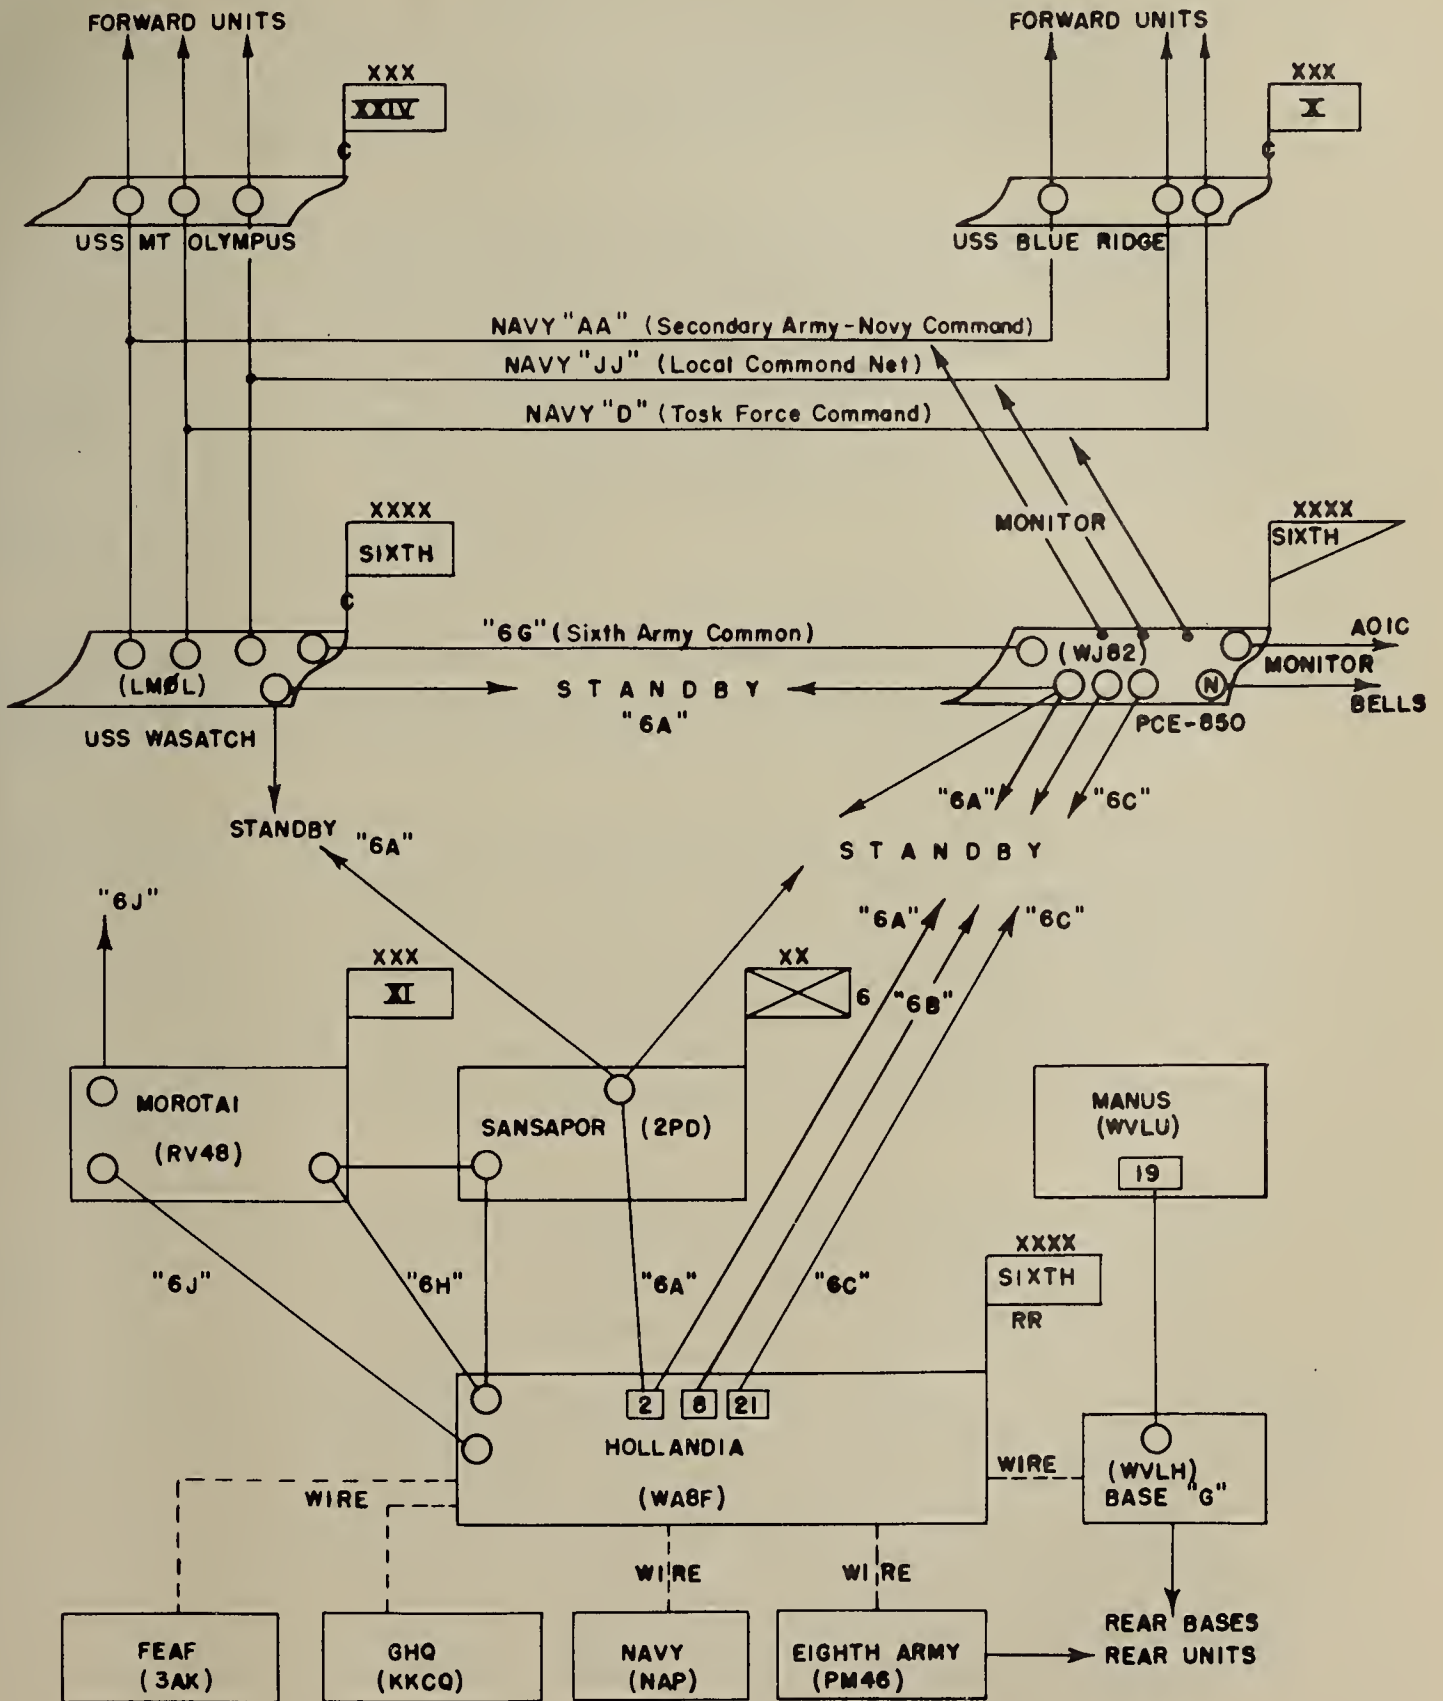 FORWARD UNITS
FORWARD UNITS
XXX
XXIV
XXX
X
C
C
USS MT OLYMPUS
USS BLUE RIDGE
NAVY "AA" (Secondary Army-Novy Command)
NAVY "JJ" (Local Commond Net)
NAVY "D" (Tosk Force Command)
MONITOR
XXXX
SIXTH
XXXX
SIXTH
C
"6G" (Sixth Army Common)
(LMØL)
(WJ82)
AOIC
MONITOR
N
BELLS
STANDBY
"6A"
USS WASATCH
PCE-850
"6A"
"6C"
STANDBY
"6A"
STANDBY
"6J"
"6A"
"6C"
XXX
XI
XX
6
"6B"
MOROTAI
(RV48)
SANSAPOR (2PD)
MANUS
(WVLU)
19
"6J"
"6H"
"6A"
"6C"
XXXX
SIXTH
RR
2
8
21
HOLLANDIA
(WA8F)
WIRE
WIRE
(WVLH)
BASE "G"
WIRE
WIRE
FEAF
(3AK)
GHQ
(KKCQ)
NAVY
(NAP)
EIGHTH ARMY
(PM46)
REAR BASES
REAR UNITS